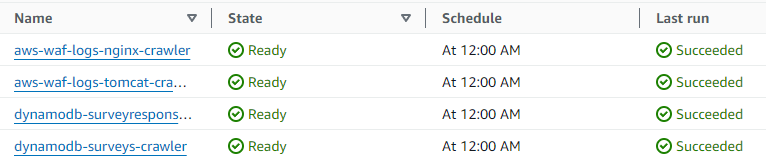 Name State Schedule Last run
aws-waf-logs-nginx-crawler Ready At 12:00 AM Succeeded
aws-waf-logs-tomcat-cra... Ready At 12:00 AM Succeeded
dynamodb-surveyrespons... Ready At 12:00 AM Succeeded
dynamodb-surveys-crawler Ready At 12:00 AM Succeeded